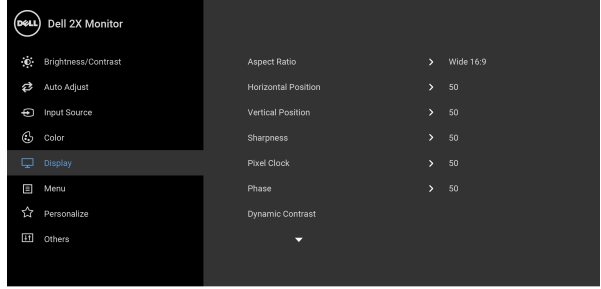 DELL Dell 2X Monitor
Brightness/Contrast
Auto Adjust
Input Source
Color
Display
Menu
Personalize
Others
Aspect Ratio Wide 16:9
Horizontal Position 50
Vertical Position 50
Sharpness 50
Pixel Clock 50
Phase 50
Dynamic Contrast